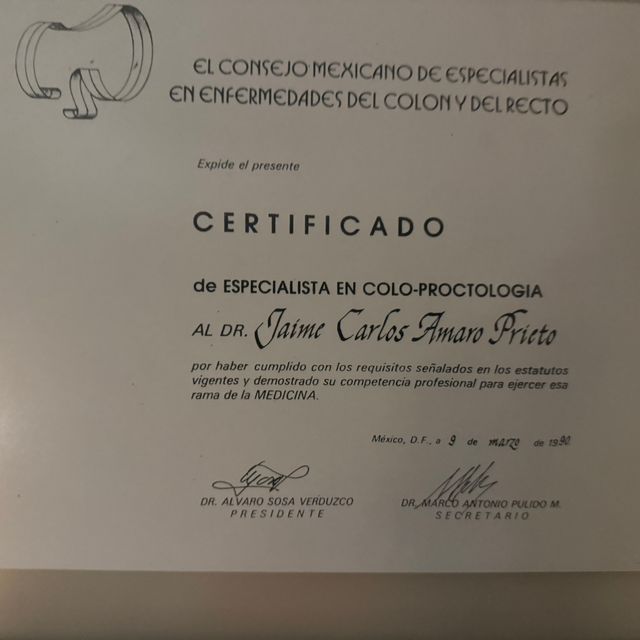 EL CONSEJO MEXICANO DE ESPECIALISTAS
EN ENFERMEDADES DEL COLON Y DEL RECTO
Expide el presente
CERTIFICADO
de ESPECIALISTA EN COLO-PROCTOLOGIA
AL DR. Jaime Carlos Amaro Prieto
por haber cumplido con los requisitos señalados en los estatutos
vigentes y demostrado su competencia profesional para ejercer esa
rama de la MEDICINA.
México, D.F., a 9 de marzo de 1990
DR. ALVARO SOSA VERDUZCO
PRESIDENTE
DR. MARCO ANTONIO PULIDO M.
SECRETARIO